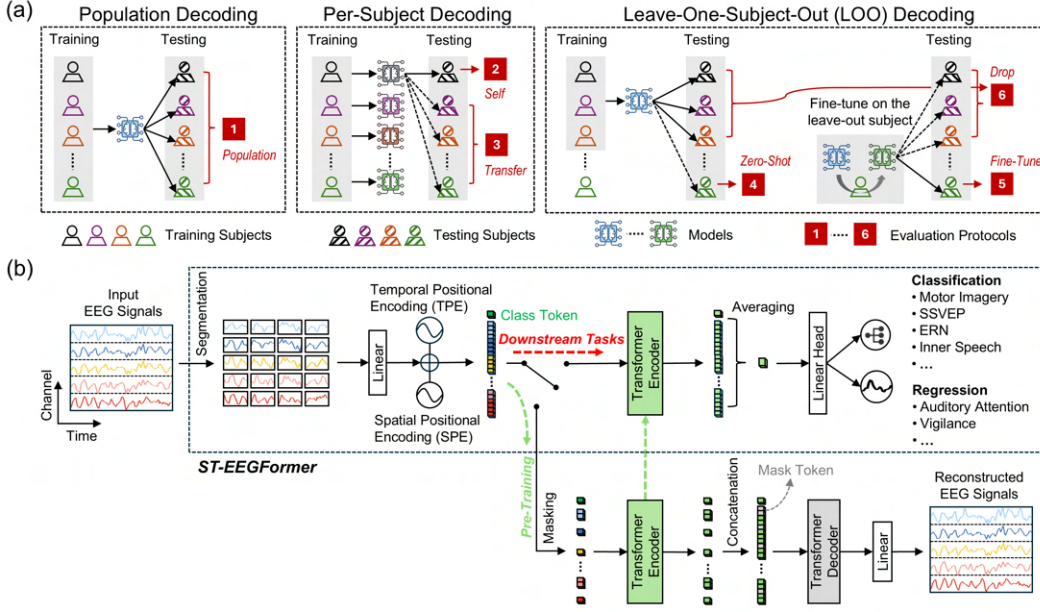 (a)
Population Decoding
Training
Testing
1
Population
Per-Subject Decoding
Training
Testing
2
Self
3
Transfer
Leave-One-Subject-Out (LOO) Decoding
Training
Testing
Testing
Drop
6
Fine-tune on the
leave-out subject
Zero-Shot
4
Fine-Tune
5
Training Subjects
Testing Subjects
Models
1
6
Evaluation Protocols
(b)
Input
EEG Signals
Channel
Time
Segmentation
Linear
Temporal Positional
Encoding (TPE)
Spatial Positional
Encoding (SPE)
Class Token
Downstream Tasks
Transformer
Encoder
Averaging
Linear Head
Classification
• Motor Imagery
• SSVEP
• ERN
• Inner Speech
• ...
Regression
• Auditory Attention
• Vigilance
• ...
ST-EEGFormer
Pre-Training
Masking
Transformer
Encoder
Concatenation
Mask Token
Transformer
Decoder
Linear
Reconstructed
EEG Signals